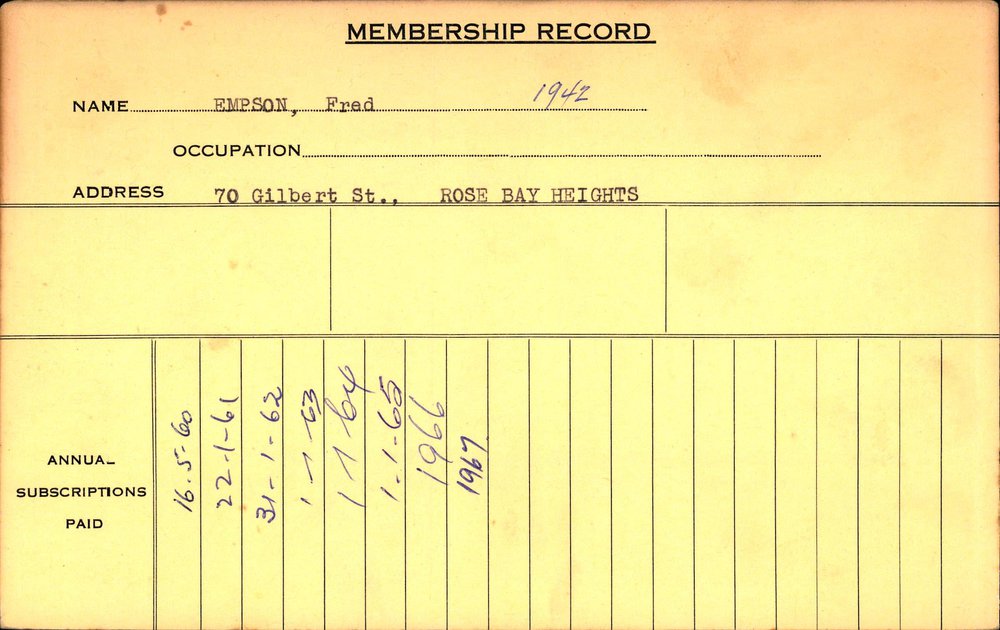 MEMBERSHIP RECORD
NAME EMPSON, Fred 1942
OCCUPATION
ADDRESS 70 Gilbert St., ROSE BAY HEIGHTS
ANNUAL
SUBSCRIPTIONS
PAID
16.5-60
22-1-61
31-1-62
1-1-63
1 1 64
1-1-65
1966
1967